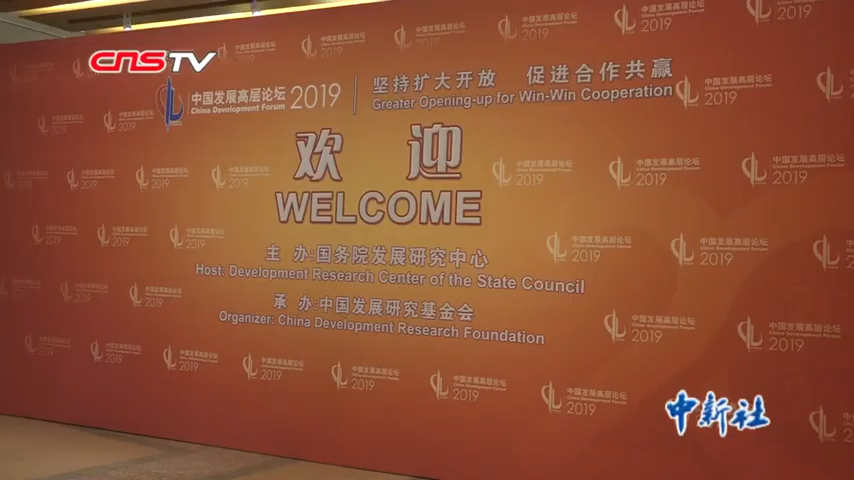 CNSTV
中国发展高层论坛 2019
China Development Forum
坚持扩大开放 促进合作共赢
Greater Opening-up for Win-Win Cooperation
欢 迎
WELCOME
主 办:国务院发展研究中心
Host: Development Research Center of the State Council
承 办:中国发展研究基金会
Organizer: China Development Research Foundation
中新社